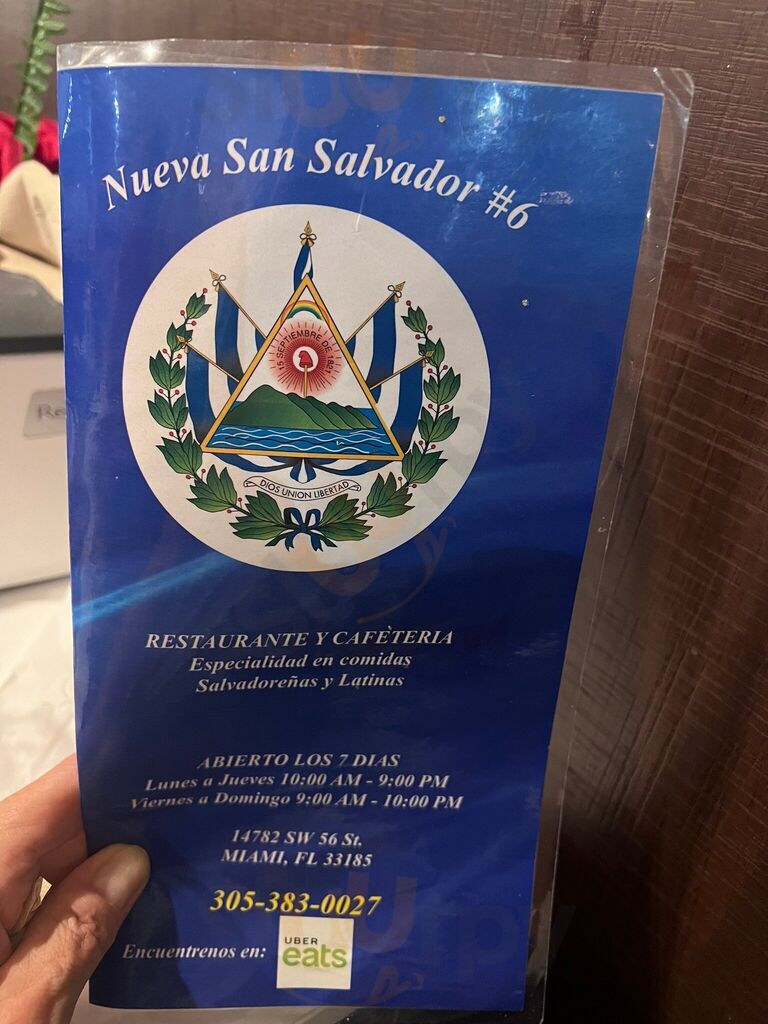 Nueva San Salvador #6
15 SEPTIEMBRE DE 1821
DIOS UNION LIBERTAD
RESTAURANTE Y CAFÈTERIA
Especialidad en comidas
Salvadoreñas y Latinas
ABIERTO LOS 7 DIAS
Lunes a Jueves 10:00 AM - 9:00 PM
Viernes a Domingo 9:00 AM - 10:00 PM
14782 SW 56 St.
MIAMI, FL 33185
305-383-0027
Encuentrenos en:
UBER
eats